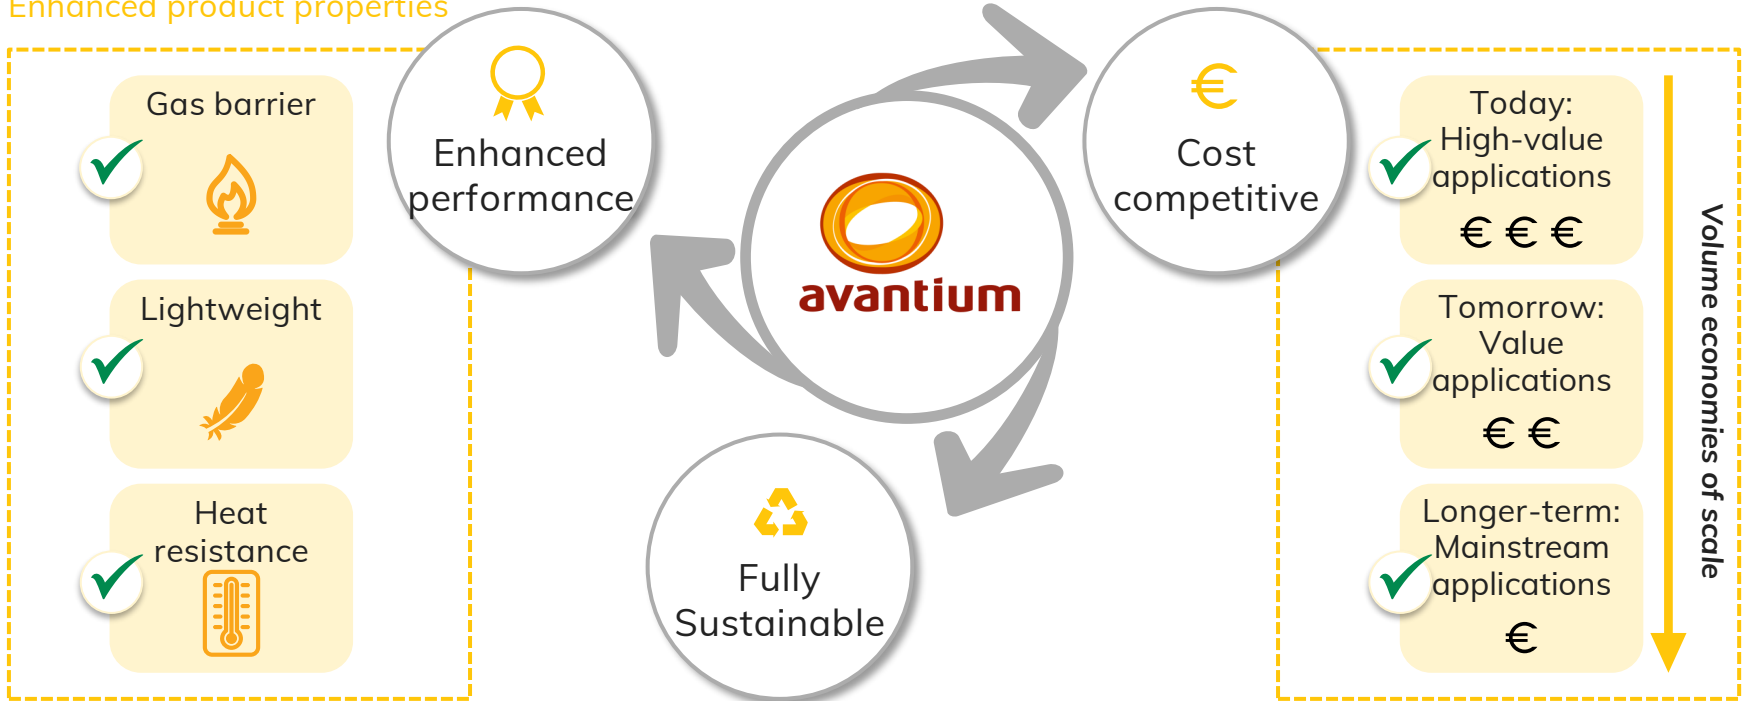 Enhanced product properties
Gas barrier
Lightweight
Heat
resistance
Enhanced
performance
avantium
Fully
Sustainable
€
Cost
competitive
Today:
High-value
applications
€ € €
Tomorrow:
Value
applications
€ €
Longer-term:
Mainstream
applications
€
Volume economies of scale